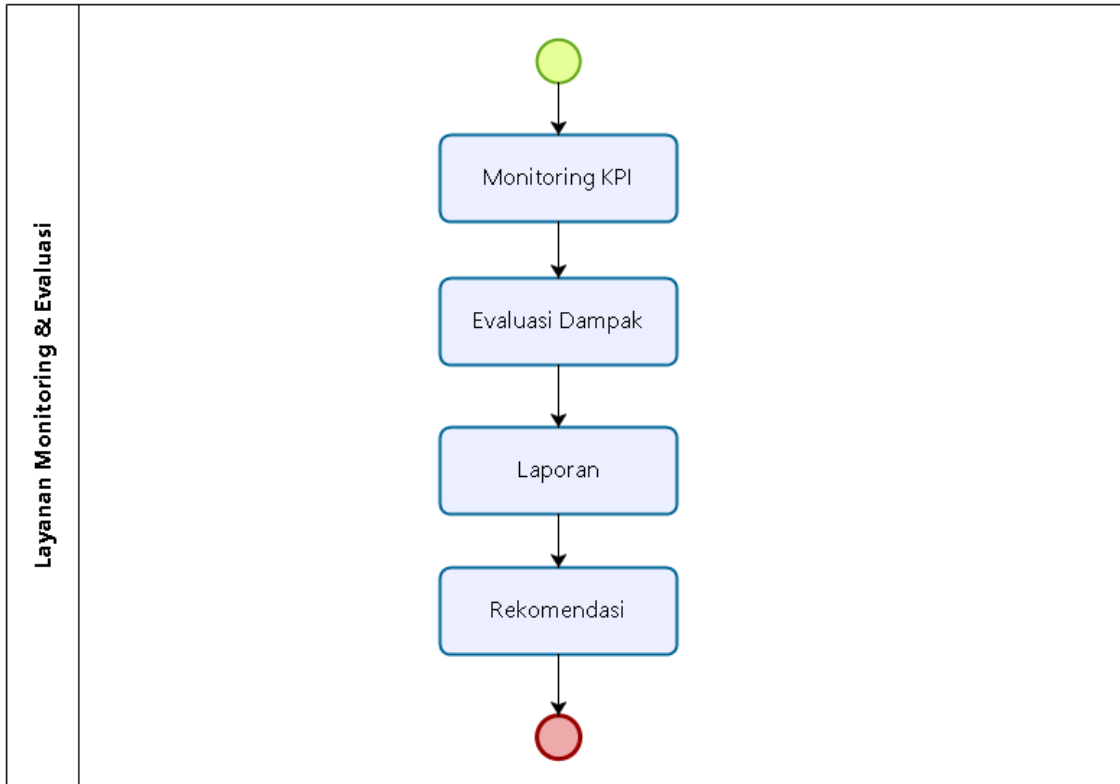 Layanan Monitoring & Evaluasi
Monitoring KPI
Evaluasi Dampak
Laporan
Rekomendasi